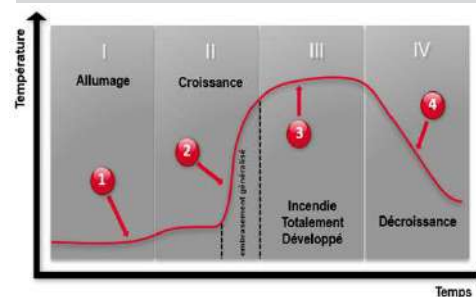 Température
I
II
III
IV
Allumage
Croissance
1
2
3
4
embrasement généralisé
Incendie
Totalement
Développé
Décroissance
Temps